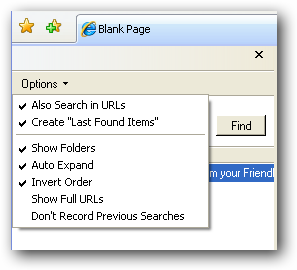 Blank Page
Options
Also Search in URLs
Create "Last Found Items"
Find
Show Folders
Auto Expand
m your Friendl
Invert Order
Show Full URLs
Don't Record Previous Searches